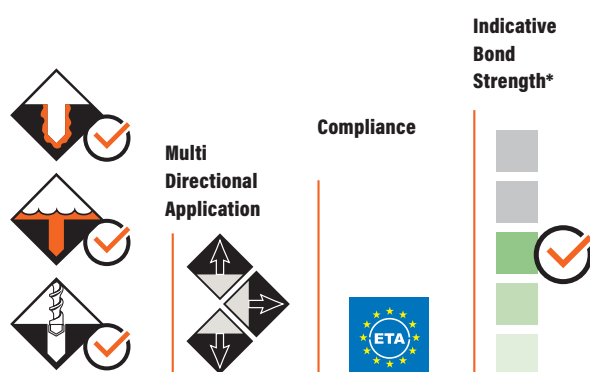 Indicative
Bond
Strength*
Compliance
Multi
Directional
Application
ETA